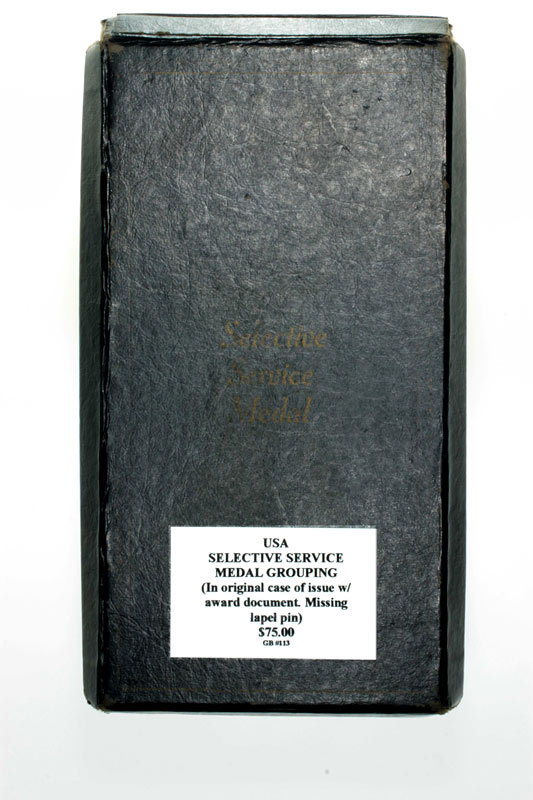 Selective
Service
Medal
USA
SELECTIVE SERVICE
MEDAL GROUPING
(In original case of issue w/
award document. Missing
lapel pin)
$75.00
GB #113